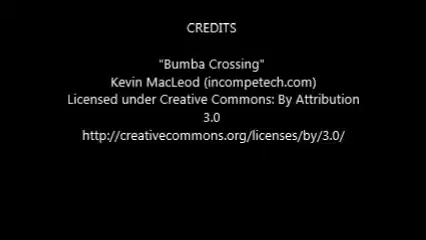 CREDITS
"Bumba Crossing"
Kevin MacLeod (incompetech.com)
Licensed under Creative Commons: By Attribution
3.0
http://creativecommons.org/licenses/by/3.0/